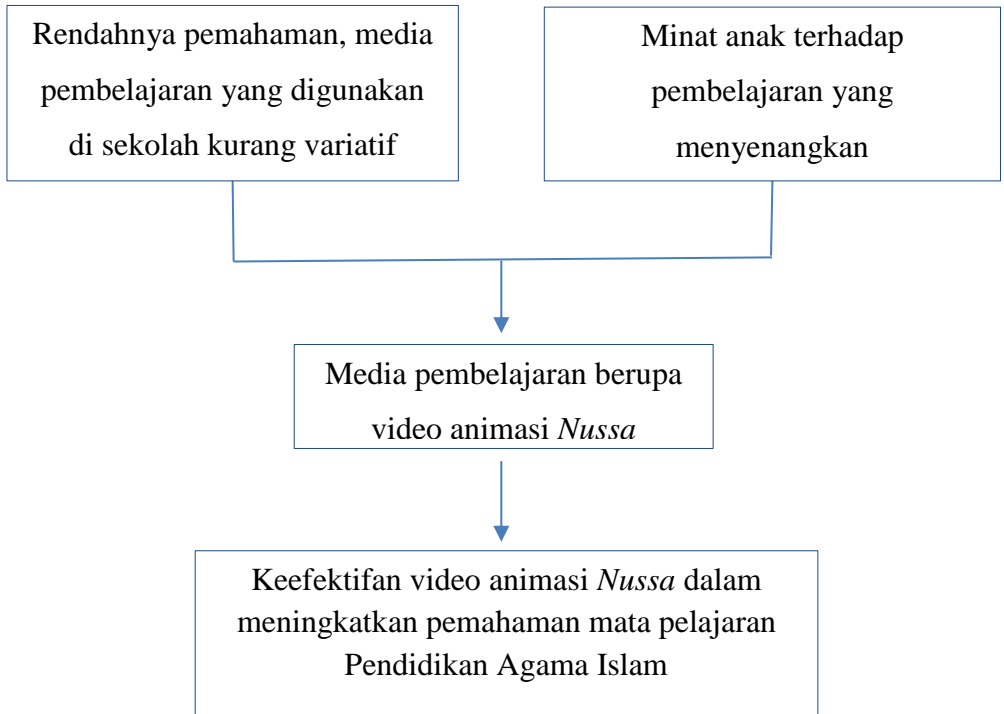 Rendahnya pemahaman, media
pembelajaran yang digunakan
di sekolah kurang variatif
Minat anak terhadap
pembelajaran yang
menyenangkan
Media pembelajaran berupa
video animasi Nussa
Keefektifan video animasi Nussa dalam
meningkatkan pemahaman mata pelajaran
Pendidikan Agama Islam